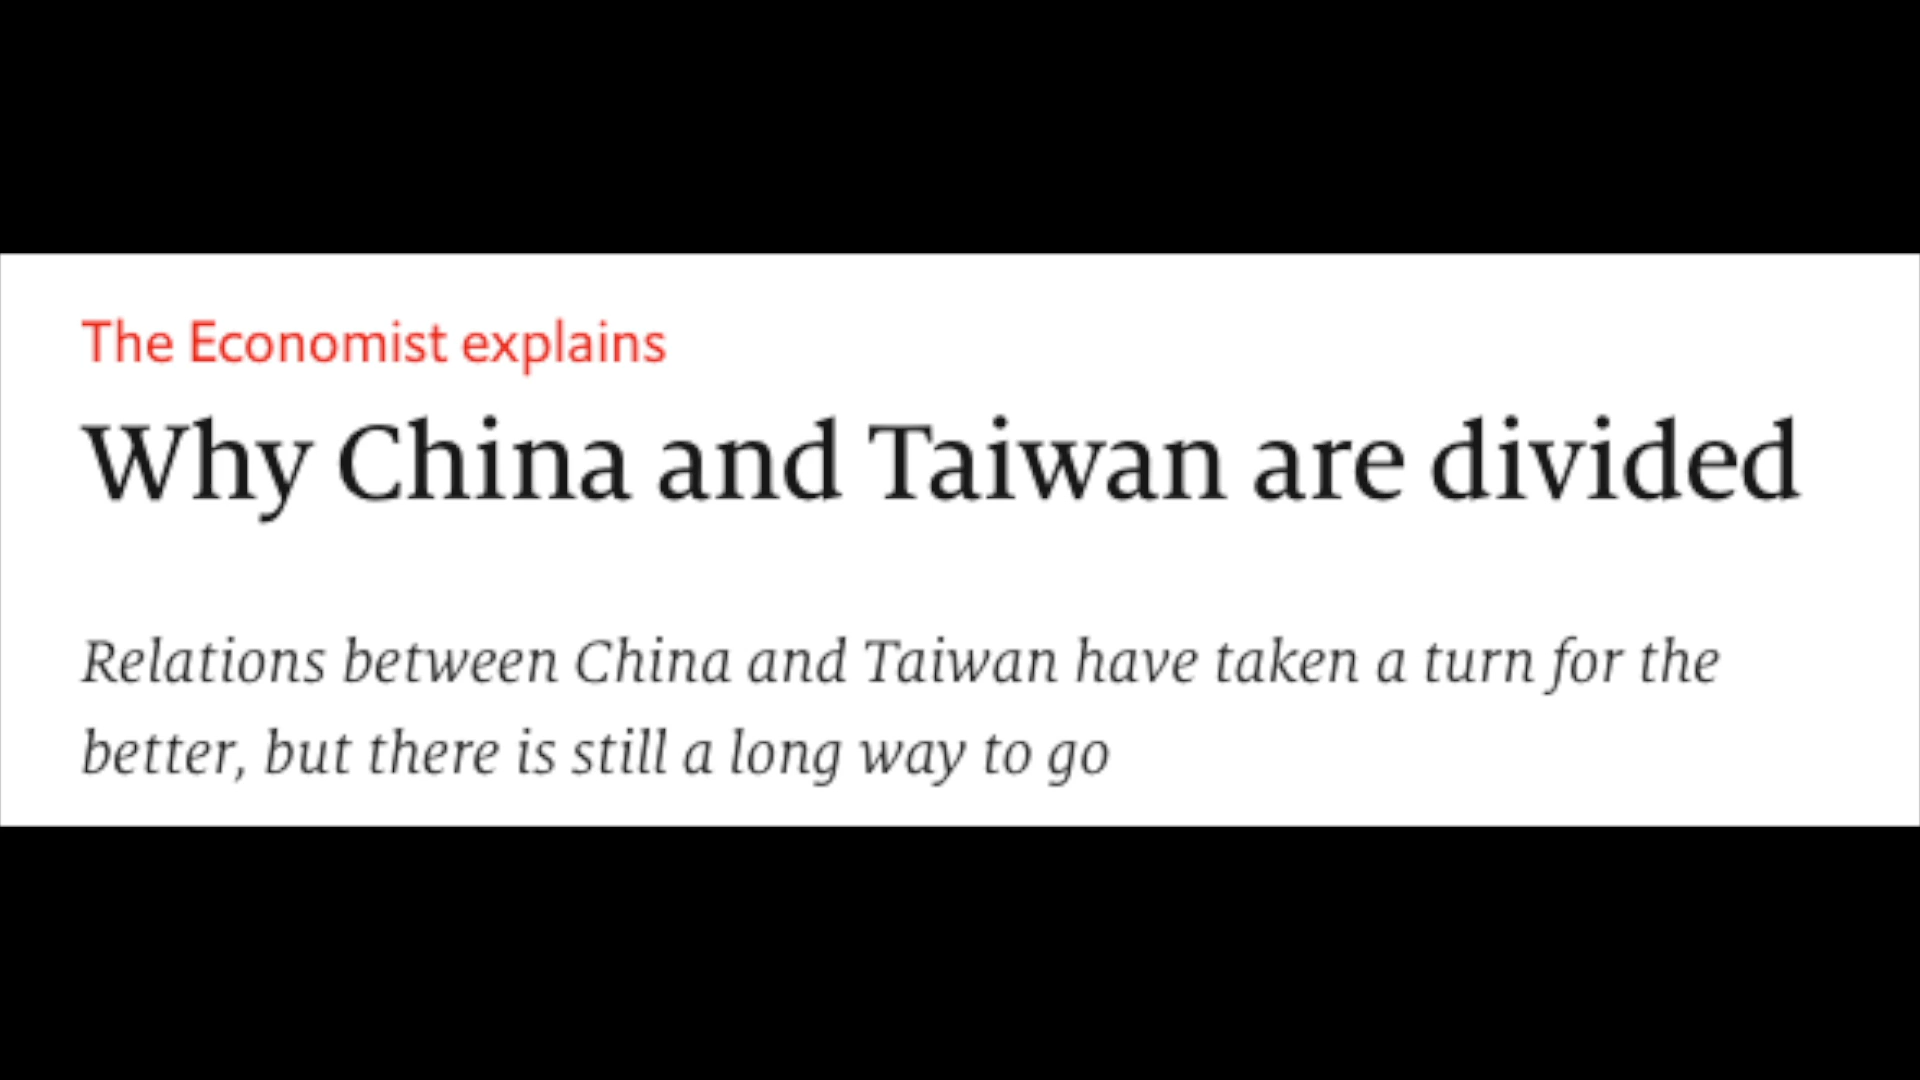 The Economist explains
Why China and Taiwan are divided
Relations between China and Taiwan have taken a turn for the
better, but there is still a long way to go